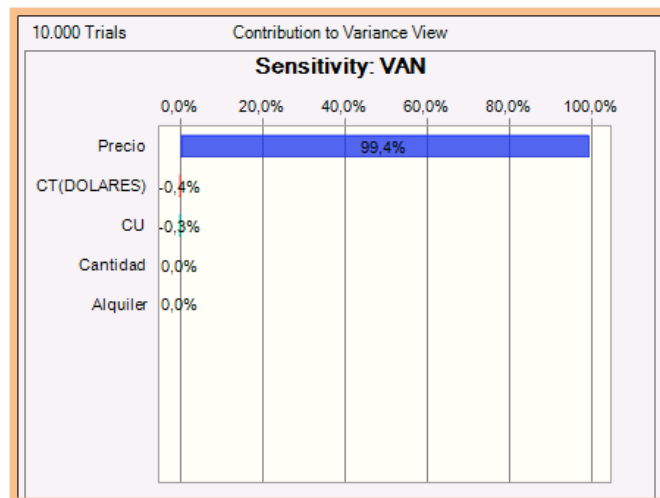 10.000 Trials Contribution to Variance View
Sensitivity: VAN
0,0% 20,0% 40,0% 60,0% 80,0% 100,0%
Precio 99,4%
CT(DOLARES) -0,4%
CU -0,3%
Cantidad 0,0%
Alquiler 0,0%